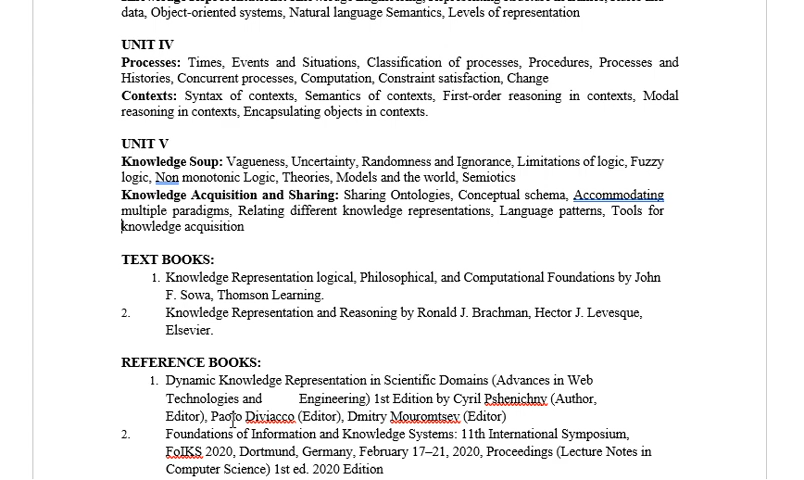 data, Object-oriented systems, Natural language Semantics, Levels of representation
UNIT IV
Processes: Times, Events and Situations, Classification of processes, Procedures, Processes and
Histories, Concurrent processes, Computation, Constraint satisfaction, Change
Contexts: Syntax of contexts, Semantics of contexts, First-order reasoning in contexts, Modal
reasoning in contexts, Encapsulating objects in contexts.
UNIT V
Knowledge Soup: Vagueness, Uncertainty, Randomness and Ignorance, Limitations of logic, Fuzzy
logic, Non monotonic Logic, Theories, Models and the world, Semiotics
Knowledge Acquisition and Sharing: Sharing Ontologies, Conceptual schema, Accommodating
multiple paradigms, Relating different knowledge representations, Language patterns, Tools for
knowledge acquisition
TEXT BOOKS:
1. Knowledge Representation logical, Philosophical, and Computational Foundations by John
F. Sowa, Thomson Learning.
2. Knowledge Representation and Reasoning by Ronald J. Brachman, Hector J. Levesque,
Elsevier.
REFERENCE BOOKS:
1. Dynamic Knowledge Representation in Scientific Domains (Advances in Web
Technologies and Engineering) 1st Edition by Cyril Pshenichny (Author,
Editor), Paolo Diviacco (Editor), Dmitry Mouromtsev (Editor)
2. Foundations of Information and Knowledge Systems: 11th International Symposium,
FoIKS 2020, Dortmund, Germany, February 17–21, 2020, Proceedings (Lecture Notes in
Computer Science) 1st ed. 2020 Edition